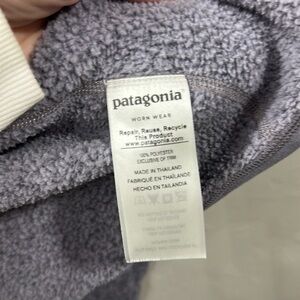 patagonia
WORN WEAR
Repair, Reuse, Recycle
This Product
www.patagonia.com
100% POLYESTER
EXCLUSIVE OF TRIM
MADE IN THAILAND
FABRIQUÉ EN THAÏLANDE
HECHO EN TAILANDIA